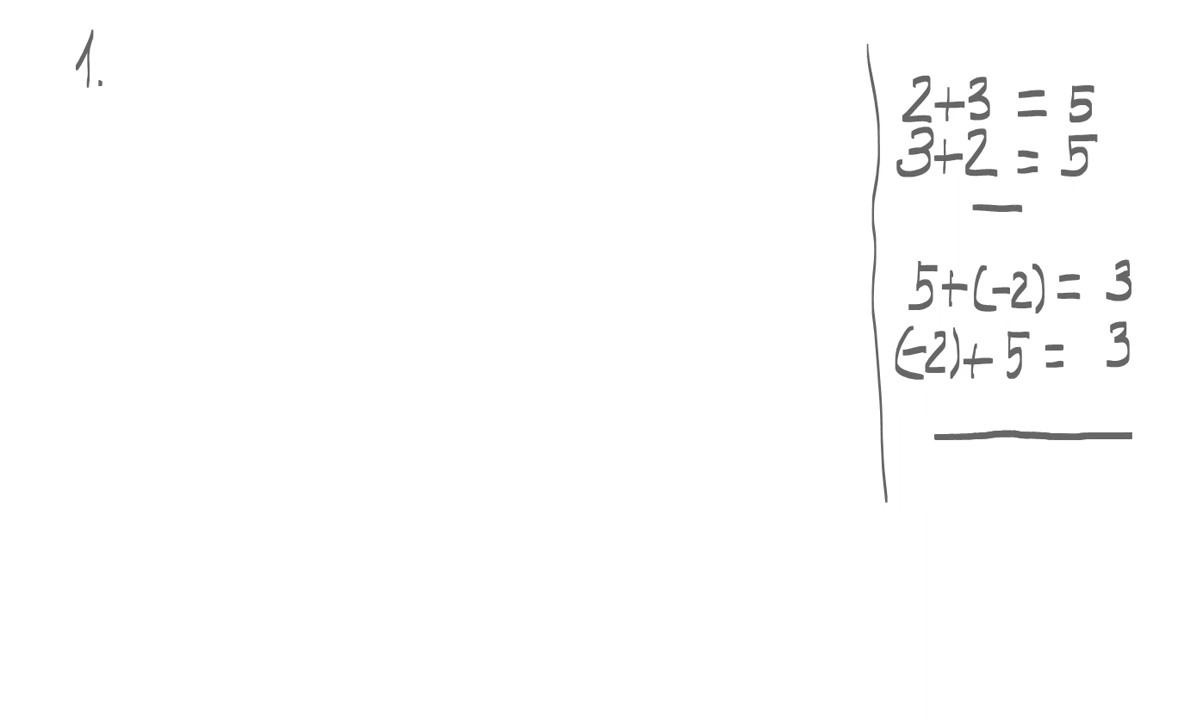 1.
2+3 = 5
3+2 = 5
5+(-2) = 3
(-2)+5 = 3